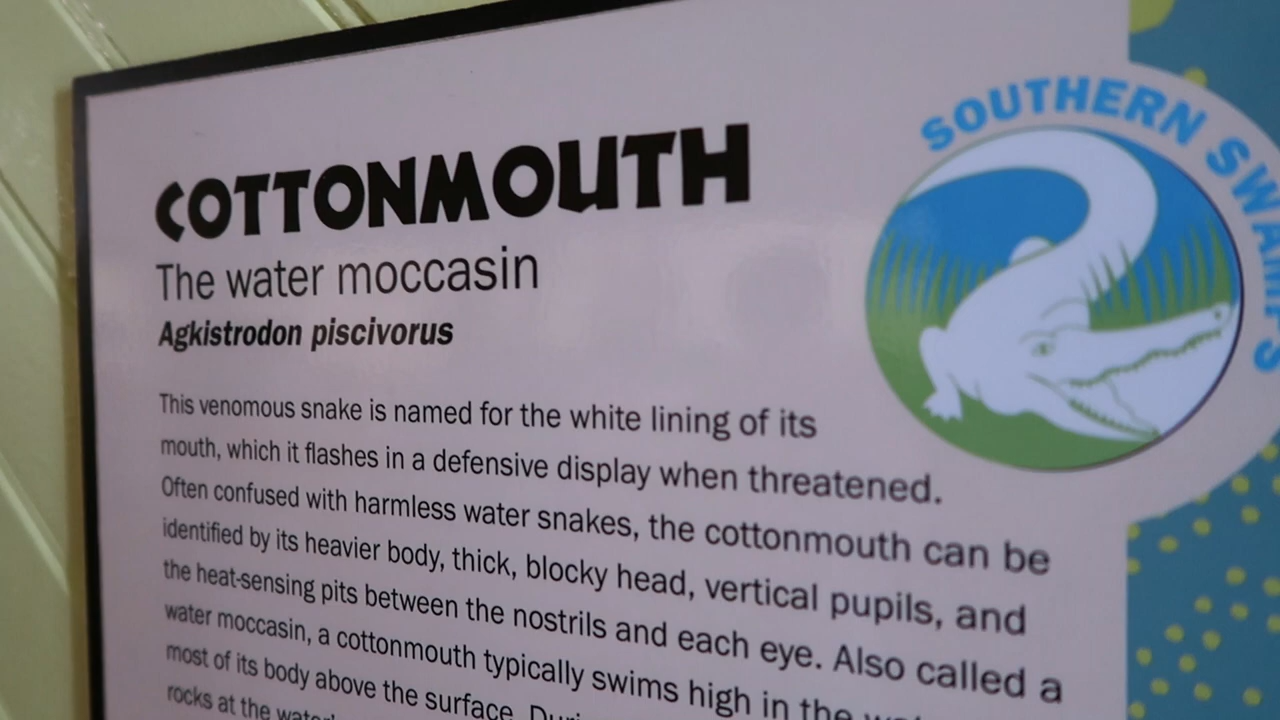 COTTONMOUTH
The water moccasin
Agkistrodon piscivorus
This venomous snake is named for the white lining of its
mouth, which it flashes in a defensive display when threatened.
Often confused with harmless water snakes, the cottonmouth can be
identified by its heavier body, thick, blocky head, vertical pupils, and
the heat-sensing pits between the nostrils and each eye. Also called a
water moccasin, a cottonmouth typically swims high in the
most of its body above the surface.
rocks at the
SOUTHERN SWAMPS